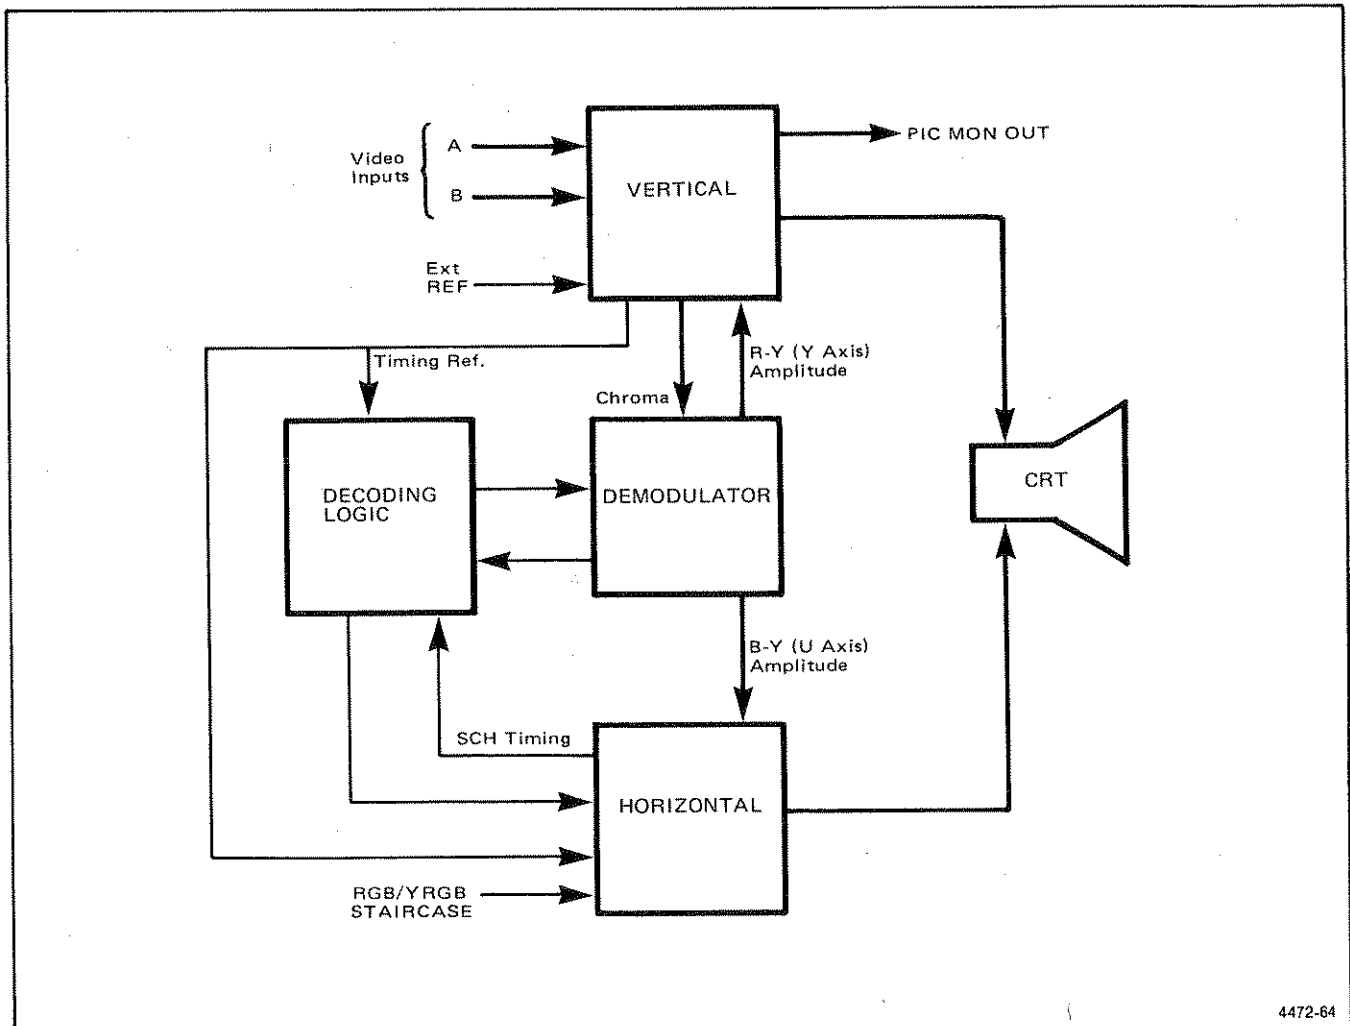 PIC MON OUT
Video
Inputs
A
B
VERTICAL
Ext
REF
Timing Ref.
R-Y (Y Axis)
Amplitude
Chroma
DECODING
LOGIC
DEMODULATOR
CRT
B-Y (U Axis)
Amplitude
SCH Timing
HORIZONTAL
RGB/YRGB
STAIRCASE
4472-64